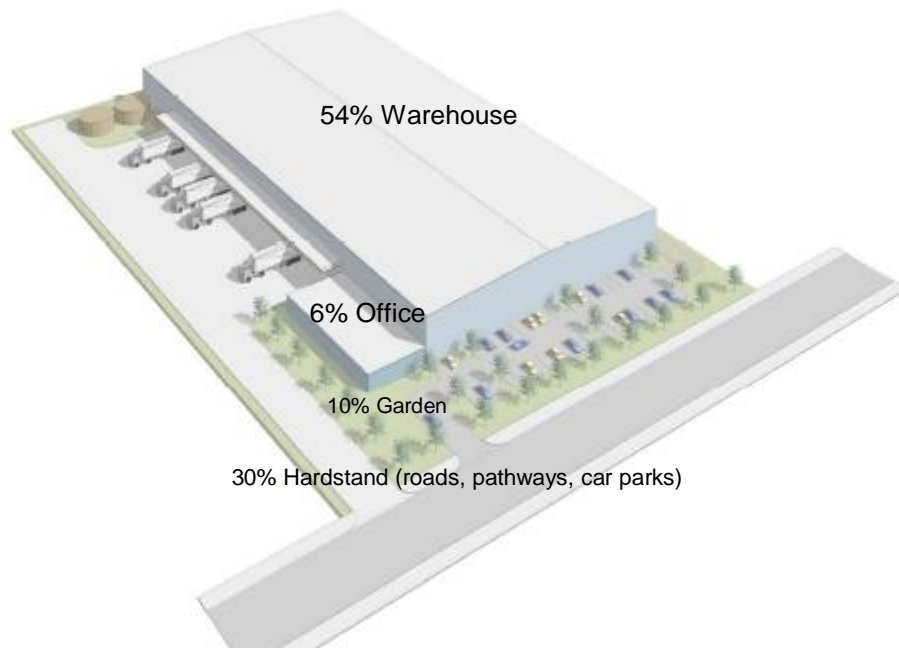 54% Warehouse
6% Office
10% Garden
30% Hardstand (roads, pathways, car parks)